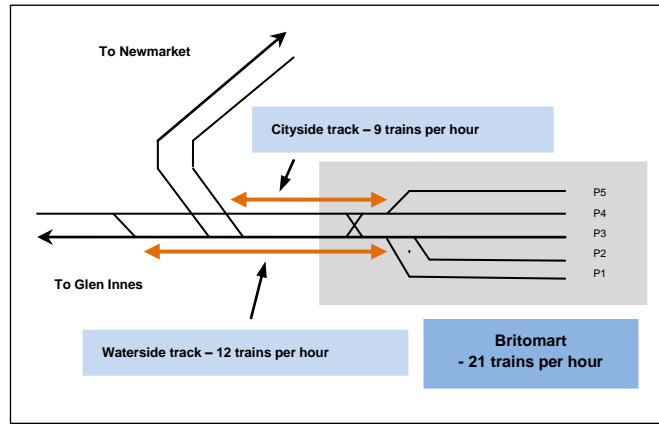 To Newmarket
Cityside track – 9 trains per hour
P5
P4
P3
P2
P1
To Glen Innes
Waterside track – 12 trains per hour
Britomart
- 21 trains per hour